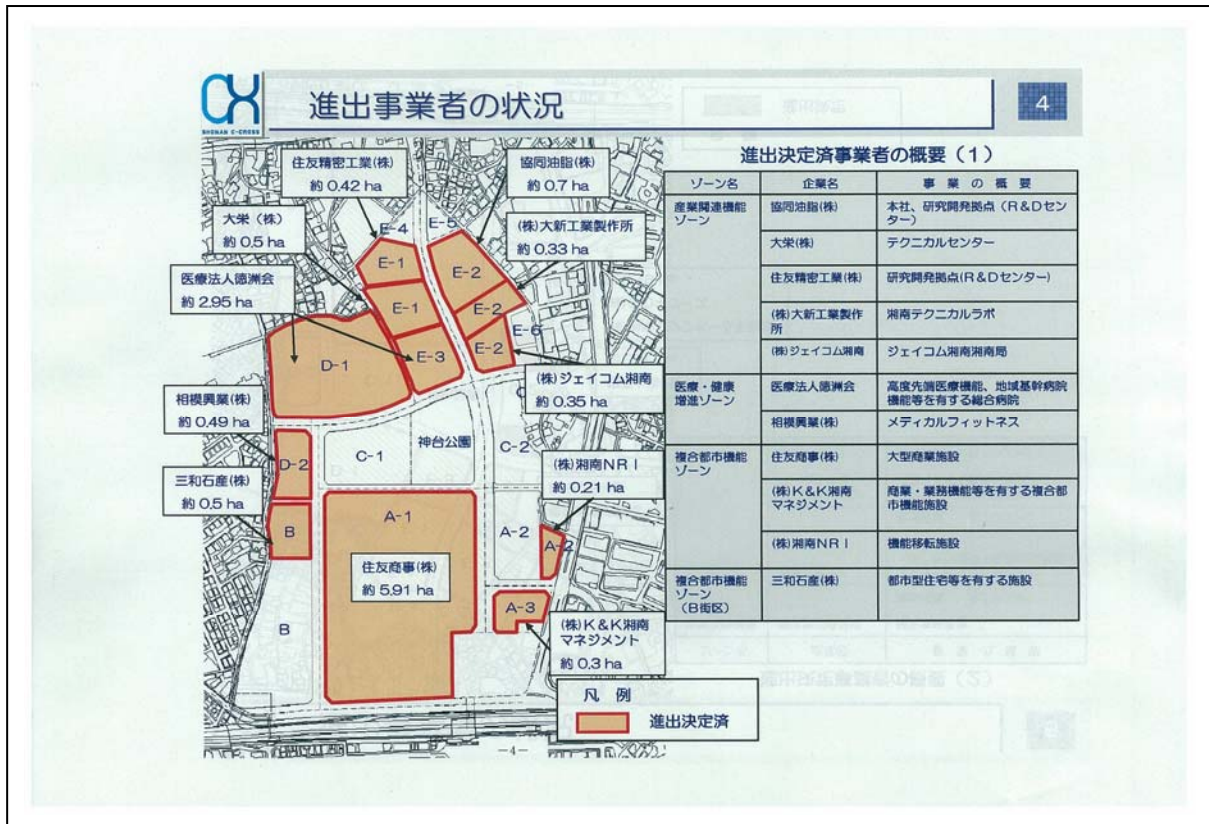 SHONAN C-CROSS
進出事業者の状況
4
住友精密工業(株)
約 0.42 ha
協同油脂(株)
約 0.7 ha
大栄(株)
約 0.5 ha
(株)大新工業製作所
約 0.33 ha
医療法人徳洲会
約 2.95 ha
E-4
E-5
E-1
E-2
E-1
E-2
E-6
E-3
E-2
D-1
(株)ジェイコム湘南
約 0.35 ha
相模興業(株)
約 0.49 ha
C-1
神台公園
C-2
D-2
(株)湘南NRI
約 0.21 ha
三和石産(株)
約 0.5 ha
B
A-1
A-2
A-2
住友商事(株)
約 5.91 ha
A-3
B
(株)K&K湘南
マネジメント
約 0.3 ha
凡 例
進出決定済
進出決定済事業者の概要(1)
ゾーン名 企業名 事業の概要
産業関連機能
ゾーン
協同油脂(株) 本社、研究開発拠点(R&Dセン
ター)
大栄(株) テクニカルセンター
住友精密工業(株) 研究開発拠点(R&Dセンター)
(株)大新工業製作
所
湘南テクニカルラボ
(株)ジェイコム湘南 ジェイコム湘南湘南局
医療・健康
増進ゾーン
医療法人徳洲会 高度先端医療機能、地域基幹病院
機能等を有する総合病院
相模興業(株) メディカルフィットネス
複合都市機能
ゾーン
住友商事(株) 大型商業施設
(株)K&K湘南
マネジメント
商業・業務機能等を有する複合都
市機能施設
(株)湘南NRI 機能移転施設
複合都市機能
ゾーン
(B街区)
三和石産(株) 都市型住宅等を有する施設
-4-